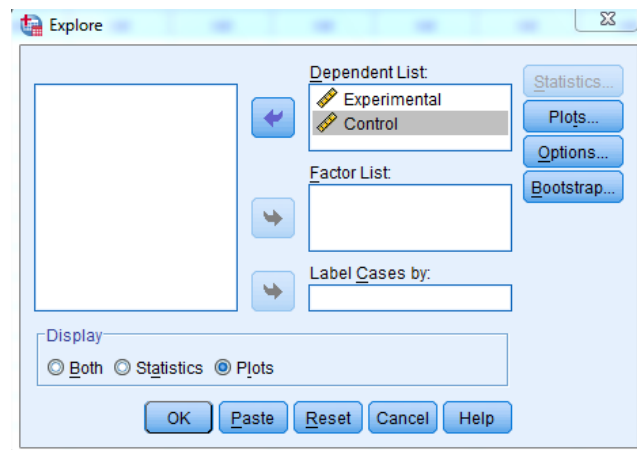 Explore
Dependent List:
Experimental
Control
Factor List:
Label Cases by:
Statistics...
Plots...
Options...
Bootstrap...
Display
Both Statistics Plots
OK Paste Reset Cancel Help